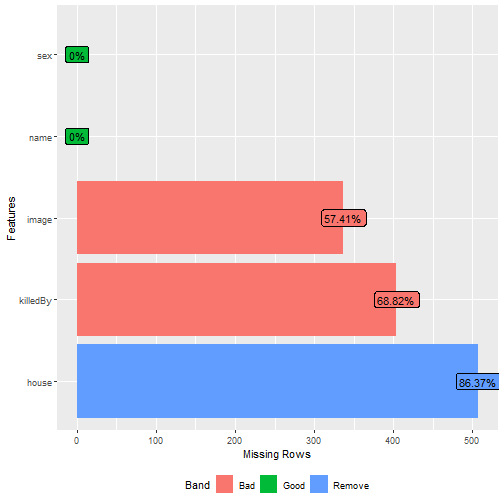 sex
0%
name
0%
image
57.41%
killedBy
68.82%
house
86.37%
Features
0 100 200 300 400 500
Missing Rows
Band Bad Good Remove